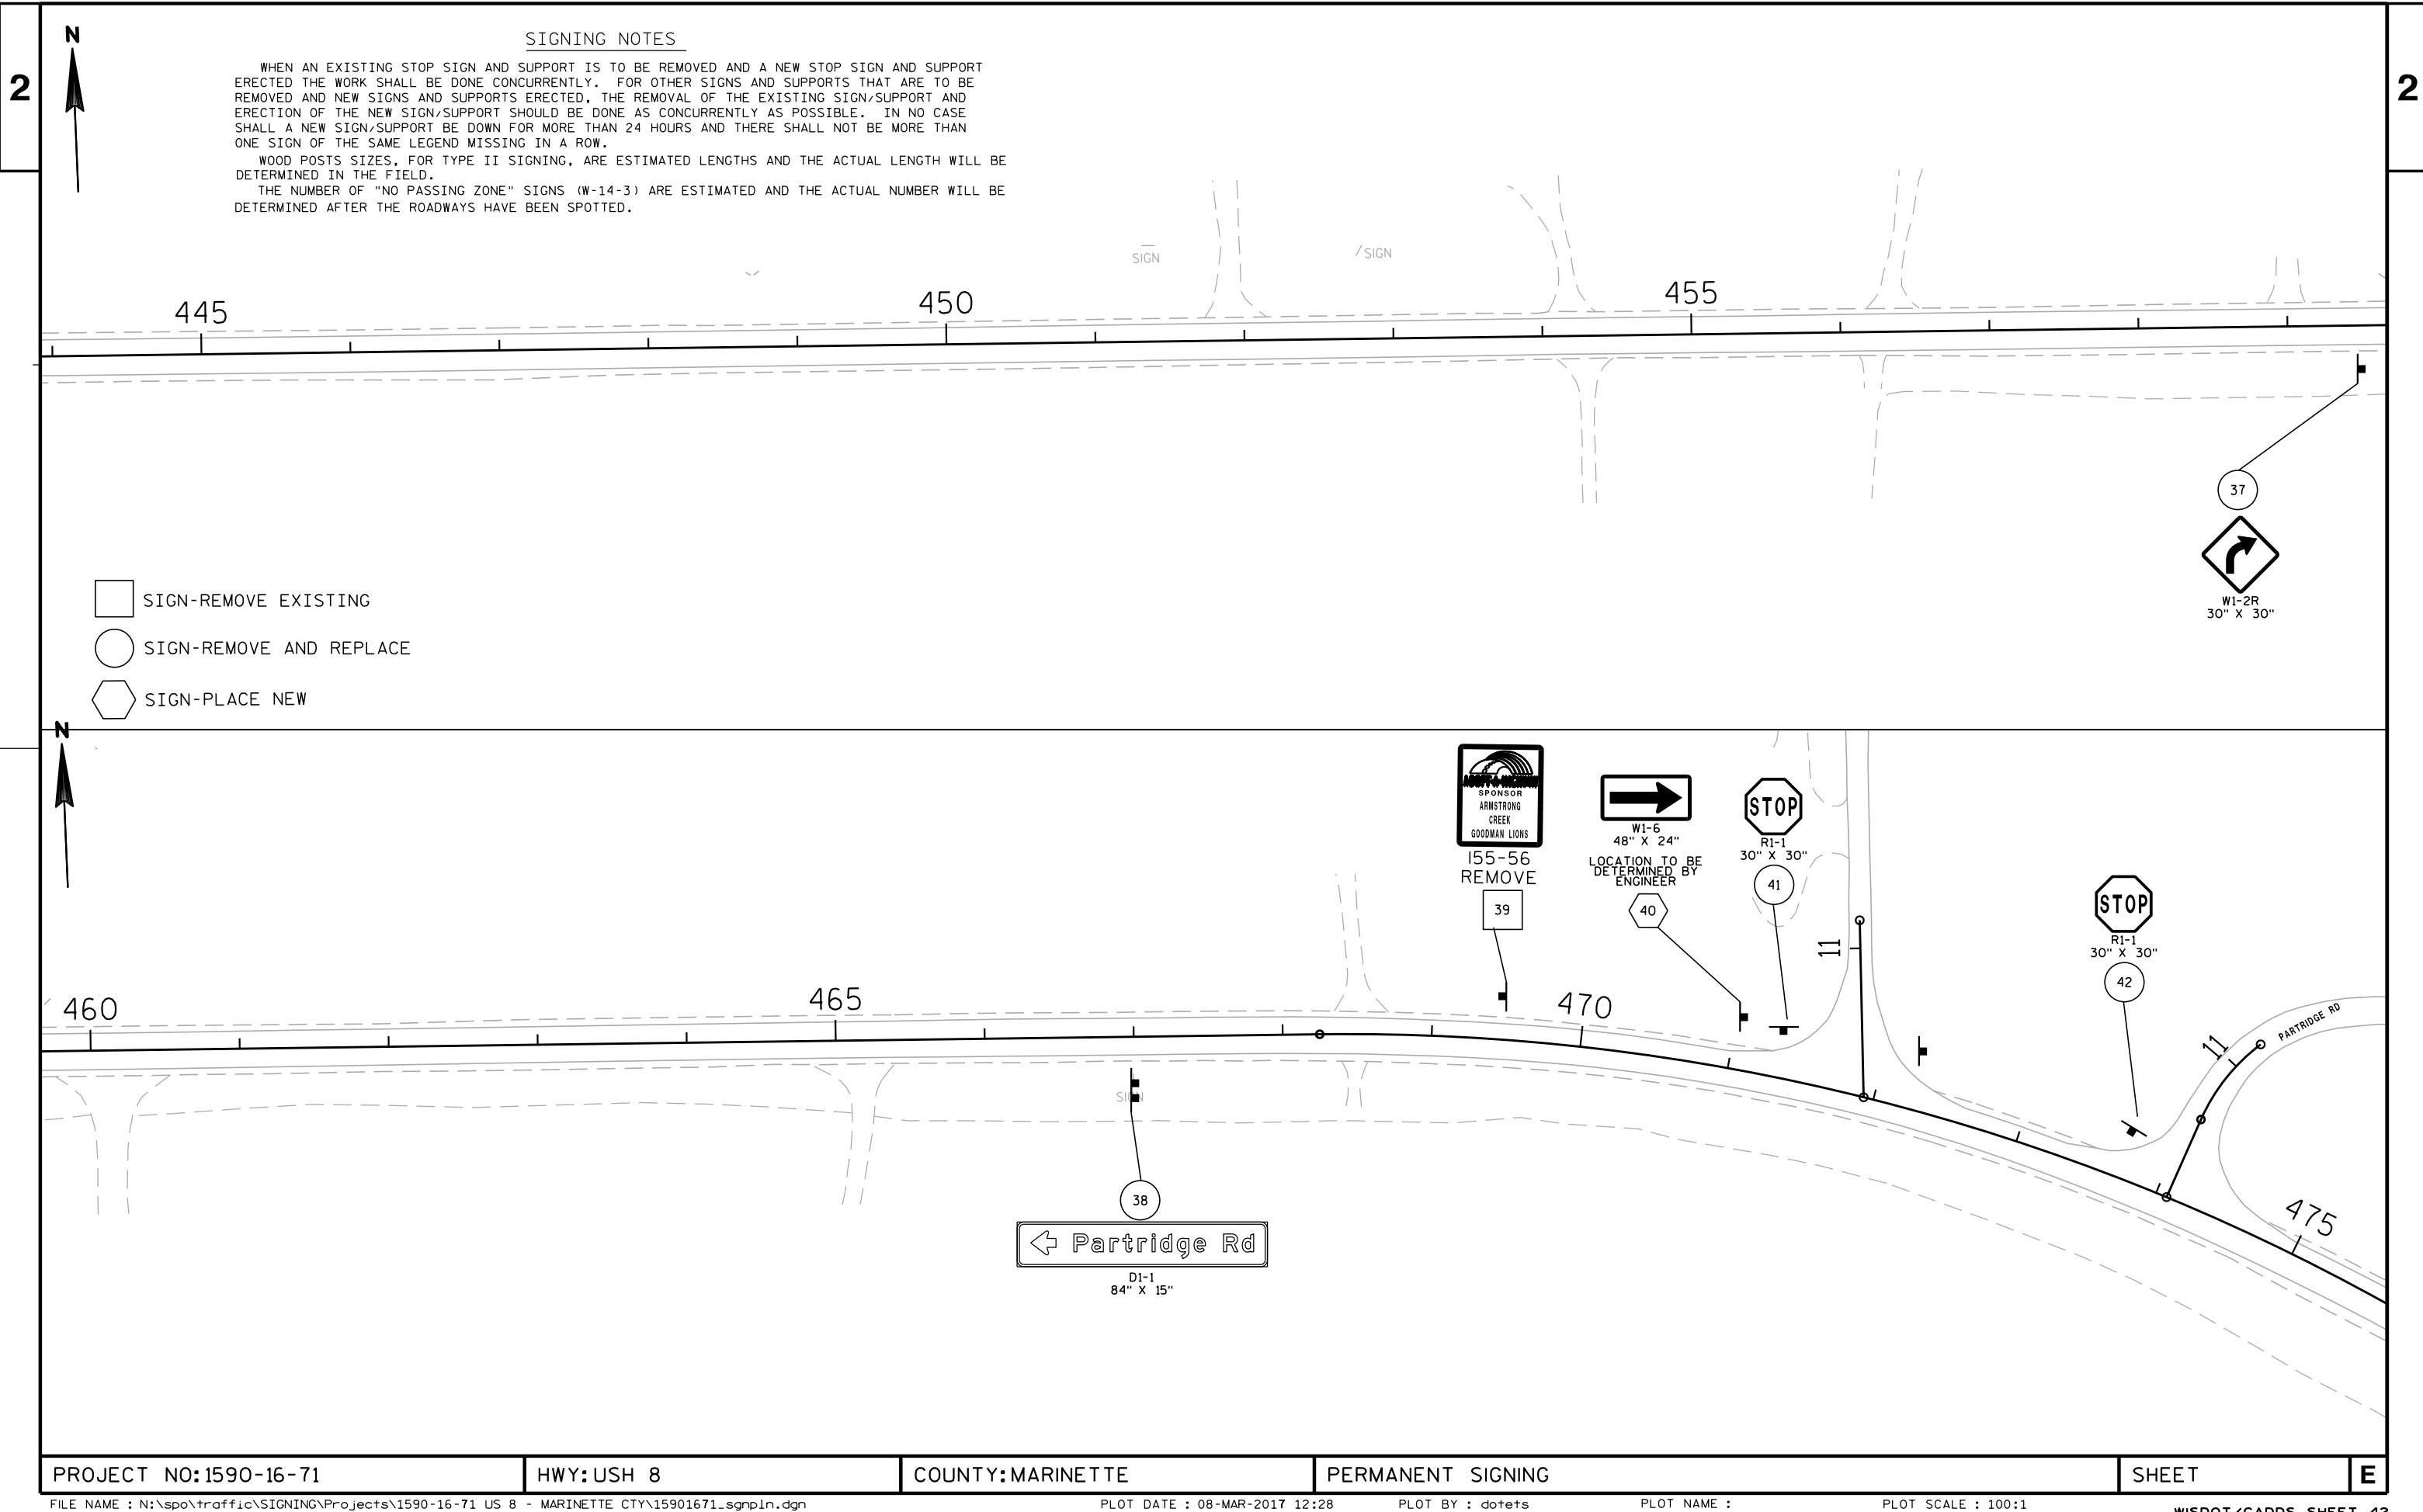 2
2
N
SIGNING NOTES
WHEN AN EXISTING STOP SIGN AND SUPPORT IS TO BE REMOVED AND A NEW STOP SIGN AND SUPPORT
ERECTED THE WORK SHALL BE DONE CONCURRENTLY. FOR OTHER SIGNS AND SUPPORTS THAT ARE TO BE
REMOVED AND NEW SIGNS AND SUPPORTS ERECTED, THE REMOVAL OF THE EXISTING SIGN/SUPPORT AND
ERECTION OF THE NEW SIGN/SUPPORT SHOULD BE DONE AS CONCURRENTLY AS POSSIBLE. IN NO CASE
SHALL A NEW SIGN/SUPPORT BE DOWN FOR MORE THAN 24 HOURS AND THERE SHALL NOT BE MORE THAN
ONE SIGN OF THE SAME LEGEND MISSING IN A ROW.
WOOD POSTS SIZES, FOR TYPE II SIGNING, ARE ESTIMATED LENGTHS AND THE ACTUAL LENGTH WILL BE
DETERMINED IN THE FIELD.
THE NUMBER OF "NO PASSING ZONE" SIGNS (W-14-3) ARE ESTIMATED AND THE ACTUAL NUMBER WILL BE
DETERMINED AFTER THE ROADWAYS HAVE BEEN SPOTTED.
SIGN
SIGN
445
450
455
37
W1-2R
30" X 30"
SIGN-REMOVE EXISTING
SIGN-REMOVE AND REPLACE
SIGN-PLACE NEW
N
ADOPT-A-HIGHWAY
SPONSOR
ARMSTRONG
CREEK
GOODMAN LIONS
I55-56
REMOVE
39
W1-6
48" X 24"
LOCATION TO BE
DETERMINED BY
ENGINEER
40
STOP
R1-1
30" X 30"
41
11
STOP
R1-1
30" X 30"
42
11
PARTRIDGE RD
460
465
470
475
SIGN
38
Partridge Rd
D1-1
84" X 15"
PROJECT NO:1590-16-71
HWY:USH 8
COUNTY:MARINETTE
PERMANENT SIGNING
SHEET
E
FILE NAME : N:\spo\traffic\SIGNING\Projects\1590-16-71 US 8 - MARINETTE CTY\15901671_sgnpln.dgn
PLOT DATE : 08-MAR-2017 12:28
PLOT BY : dotets
PLOT NAME :
PLOT SCALE : 100:1
WISDOT/CADDS SHEET 42